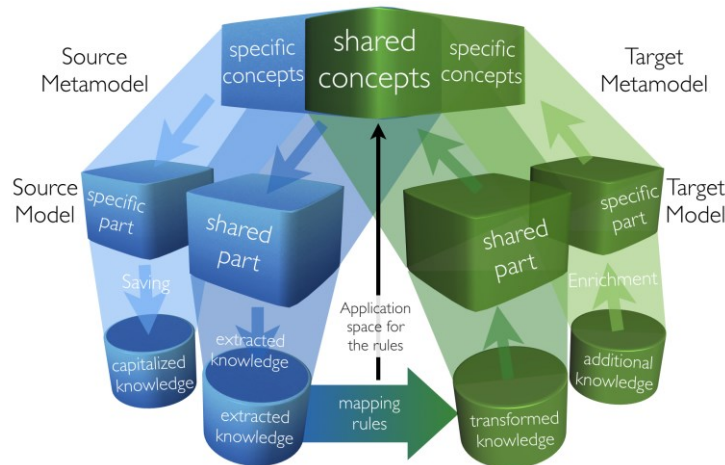 Source
Metamodel
specific
concepts
shared
concepts
specific
concepts
Target
Metamodel
Source
Model
specific
part
shared
part
shared
part
specific
part
Target
Model
Saving
extracted
knowledge
Application
space for
the rules
Enrichment
capitalized
knowledge
extracted
knowledge
mapping
rules
transformed
knowledge
additional
knowledge